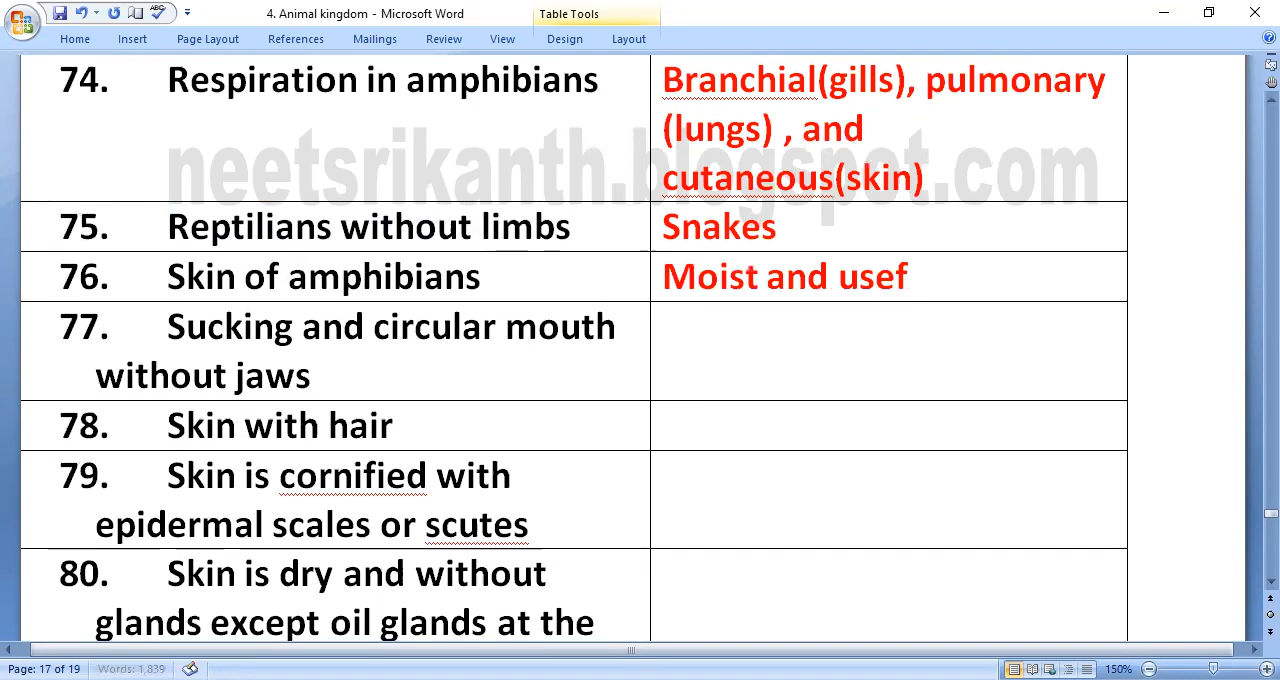 4. Animal kingdom - Microsoft Word
Table Tools
Home Insert Page Layout References Mailings Review View Design Layout
74. Respiration in amphibians
Branchial(gills), pulmonary
(lungs) , and
cutaneous(skin)
neetsrikanth.blogspot.com
75. Reptilians without limbs
Snakes
76. Skin of amphibians
Moist and usef
77. Sucking and circular mouth
without jaws
78. Skin with hair
79. Skin is cornified with
epidermal scales or scutes
80. Skin is dry and without
glands except oil glands at the
Page: 17 of 19 Words: 1,839 150%